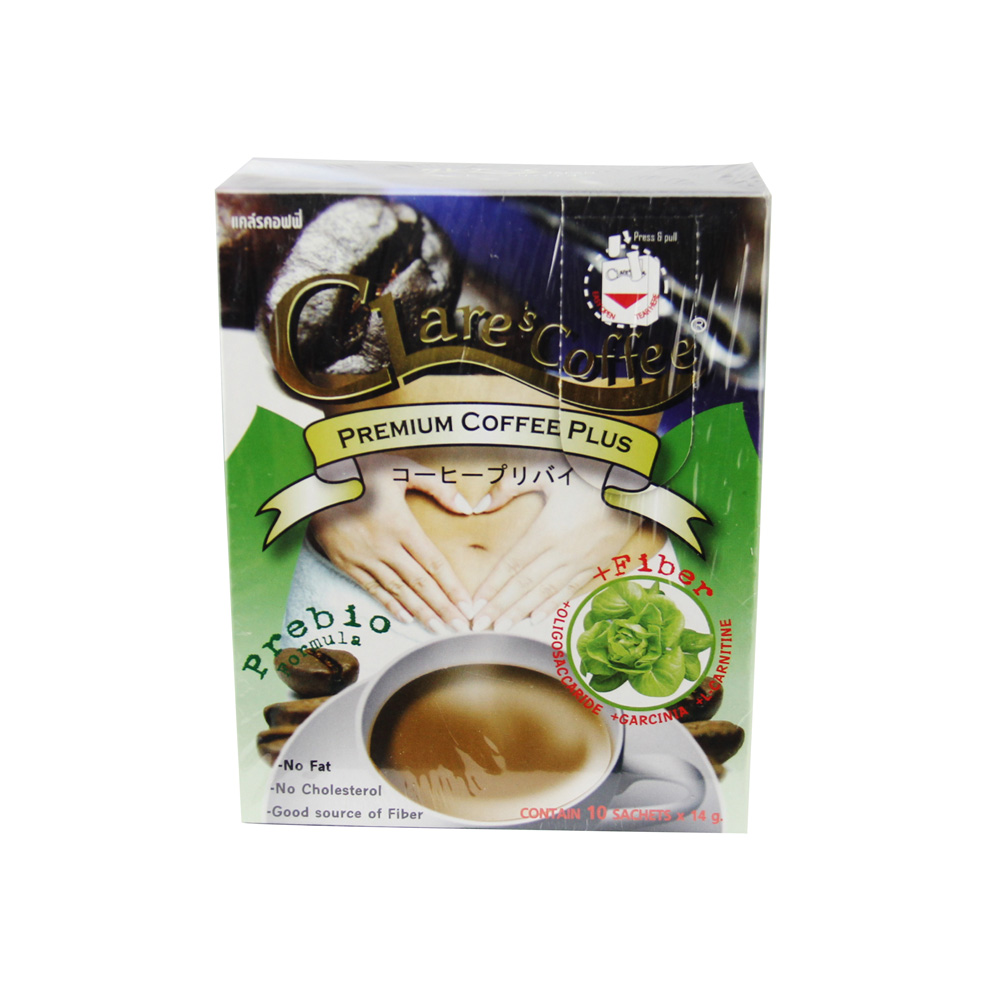 แคล์รคอฟฟี่
Press & pull
Clare's Coffee®
PREMIUM COFFEE PLUS
コーヒープリバイ
+Fiber
+OLIGOSACCARIDE +GARCINIA +L-CARNITINE
Prebio
Formula
-No Fat
-No Cholesterol
-Good source of Fiber
CONTAIN 10 SACHETS x 14 g.